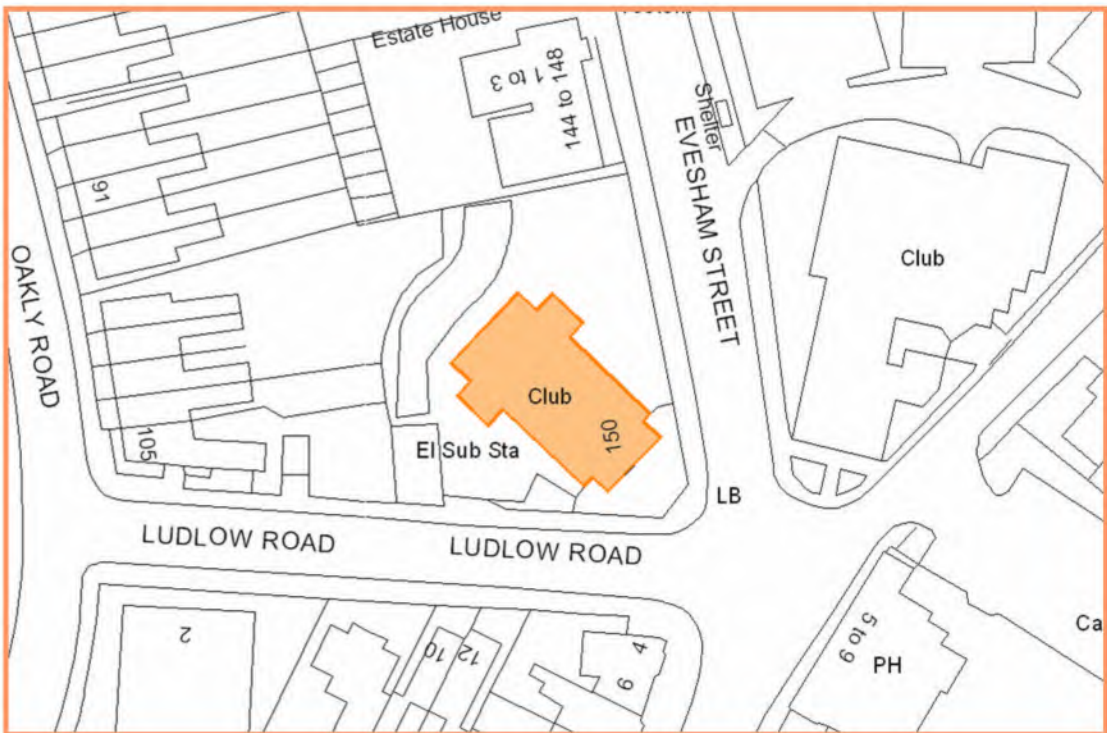 Estate House
144 to 148
1 to 3
Shelter
EVESHAM STREET
91
OAKLY ROAD
Club
Club
150
105
El Sub Sta
LB
LUDLOW ROAD
LUDLOW ROAD
2
10
12
4
6
5 to 9
PH
Ca